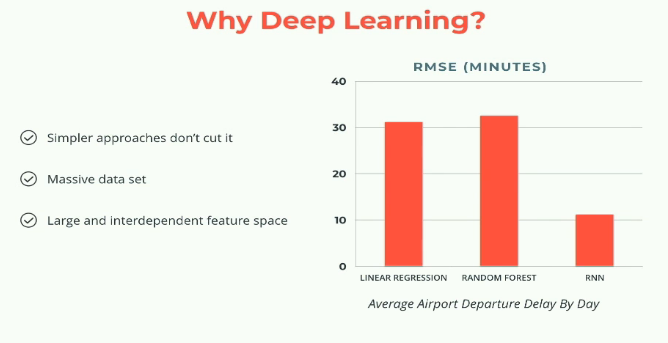 Why Deep Learning?
Simpler approaches don't cut it
Massive data set
Large and interdependent feature space
RMSE (MINUTES)
40
30
20
10
0
LINEAR REGRESSION RANDOM FOREST RNN
Average Airport Departure Delay By Day